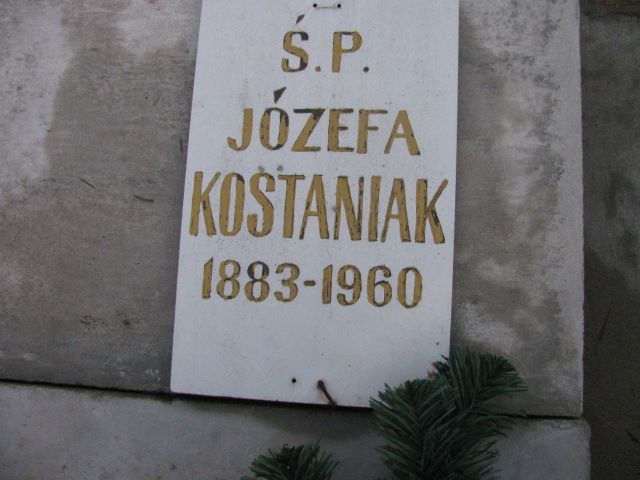 Ś.P.
JÓZEFA
KOSTANIAK
1883-1960